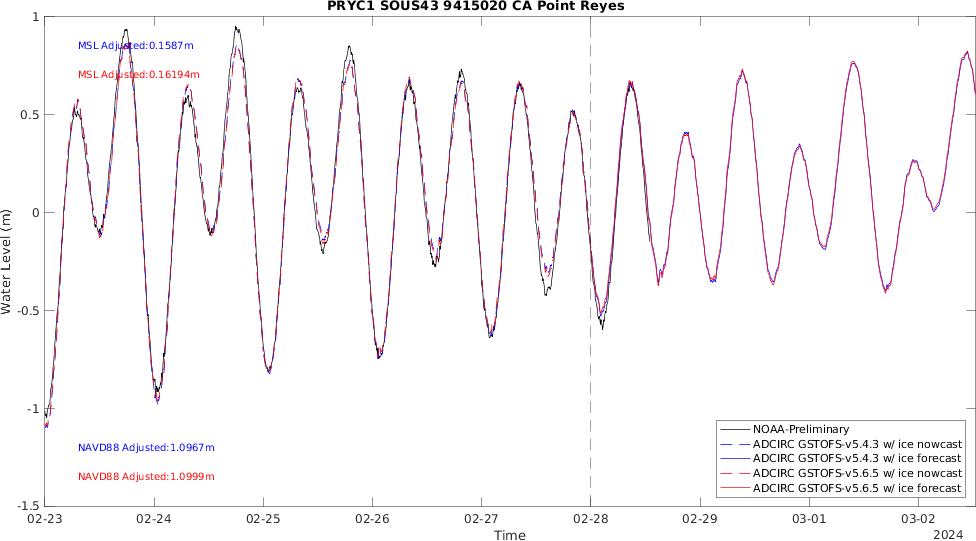 PRYC1 SOUS43 9415020 CA Point Reyes
1
0.5
0
-0.5
-1
-1.5
Water Level (m)
MSL Adjusted:0.1587m
MSL Adjusted:0.16194m
NAVD88 Adjusted:1.0967m
NAVD88 Adjusted:1.0999m
NOAA-Preliminary
ADCIRC GSTOFS-v5.4.3 w/ ice nowcast
ADCIRC GSTOFS-v5.4.3 w/ ice forecast
ADCIRC GSTOFS-v5.6.5 w/ ice nowcast
ADCIRC GSTOFS-v5.6.5 w/ ice forecast
02-23 02-24 02-25 02-26 02-27 02-28 02-29 03-01 03-02
Time
2024